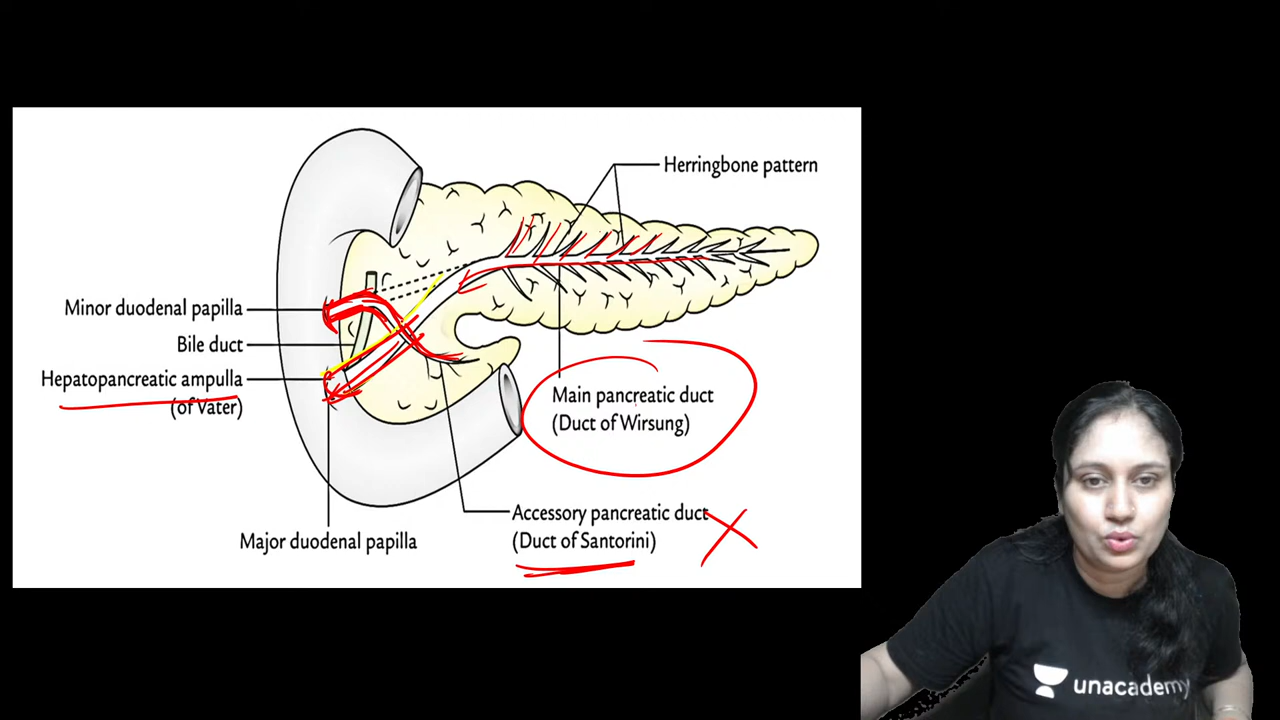 Herringbone pattern
Minor duodenal papilla
Bile duct
Hepatopancreatic ampulla
(of Vater)
Main pancreatic duct
(Duct of Wirsung)
Accessory pancreatic duct
(Duct of Santorini)
Major duodenal papilla
unacademy